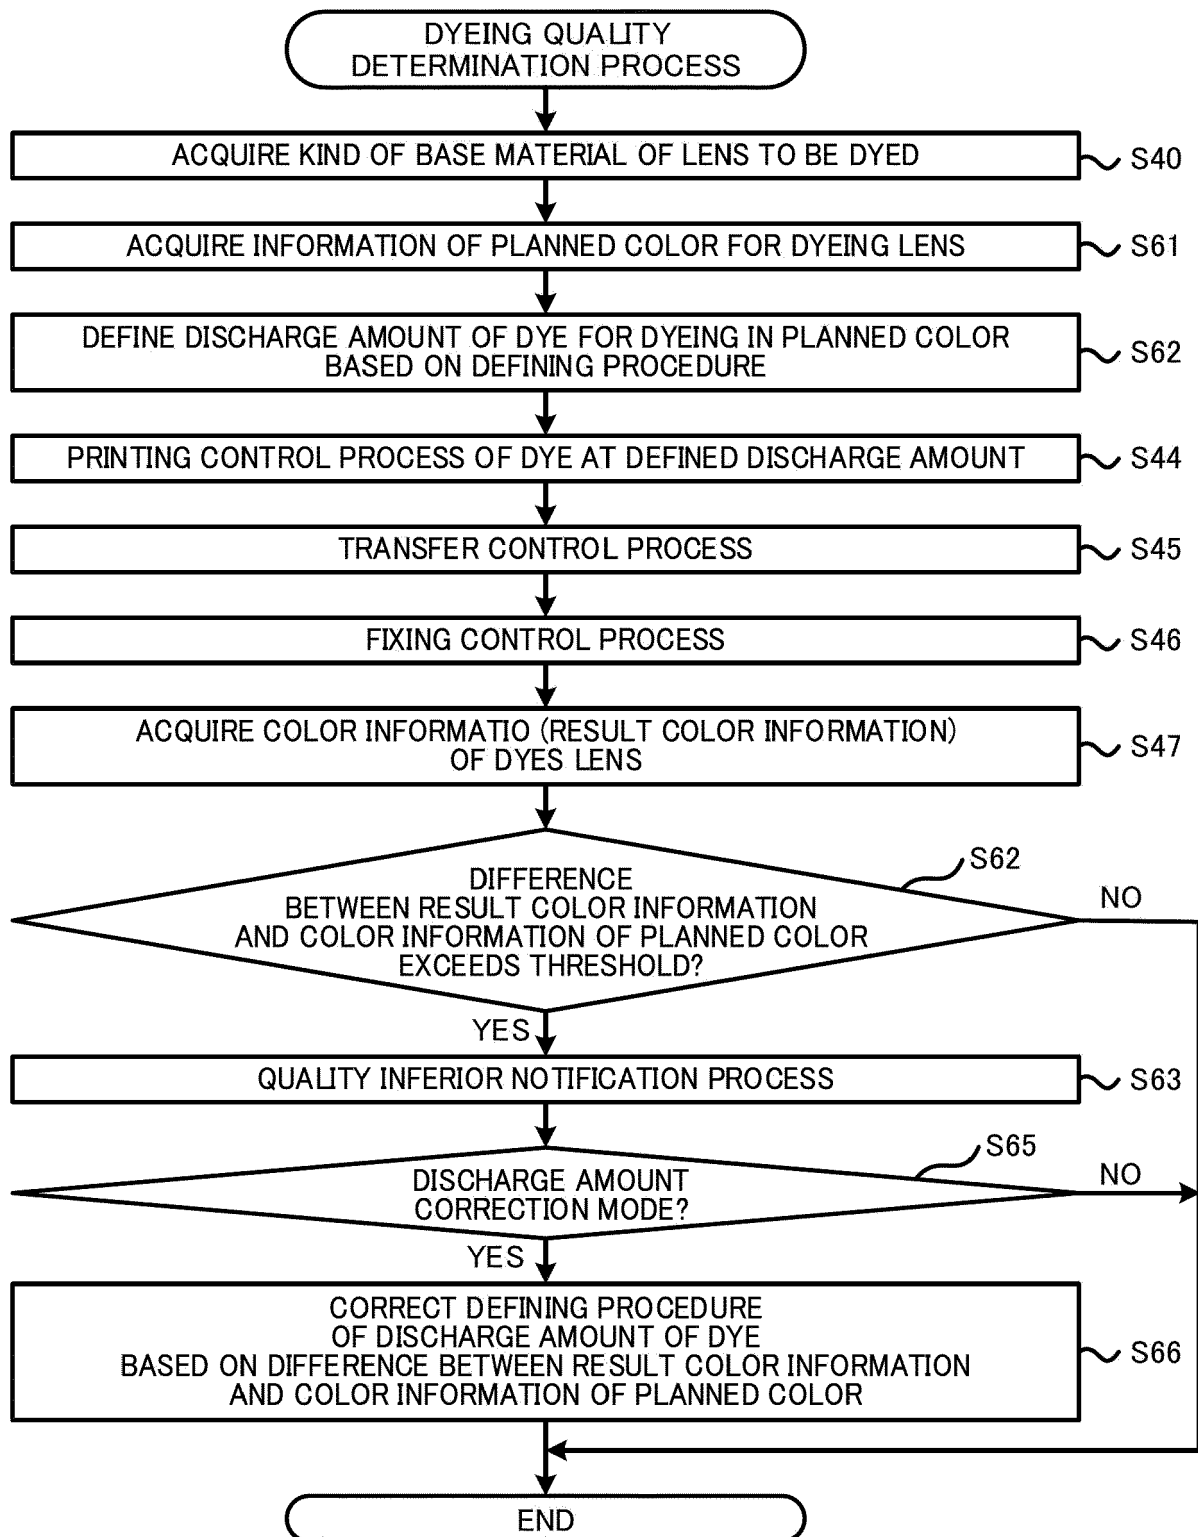 DYEING QUALITY
DETERMINATION PROCESS
ACQUIRE KIND OF BASE MATERIAL OF LENS TO BE DYED
S40
ACQUIRE INFORMATION OF PLANNED COLOR FOR DYEING LENS
S61
DEFINE DISCHARGE AMOUNT OF DYE FOR DYEING IN PLANNED COLOR
BASED ON DEFINING PROCEDURE
S62
PRINTING CONTROL PROCESS OF DYE AT DEFINED DISCHARGE AMOUNT
S44
TRANSFER CONTROL PROCESS
S45
FIXING CONTROL PROCESS
S46
ACQUIRE COLOR INFORMATIO (RESULT COLOR INFORMATION)
OF DYES LENS
S47
DIFFERENCE
BETWEEN RESULT COLOR INFORMATION
AND COLOR INFORMATION OF PLANNED COLOR
EXCEEDS THRESHOLD?
S62
NO
YES
QUALITY INFERIOR NOTIFICATION PROCESS
S63
DISCHARGE AMOUNT
CORRECTION MODE?
S65
NO
YES
CORRECT DEFINING PROCEDURE
OF DISCHARGE AMOUNT OF DYE
BASED ON DIFFERENCE BETWEEN RESULT COLOR INFORMATION
AND COLOR INFORMATION OF PLANNED COLOR
S66
END